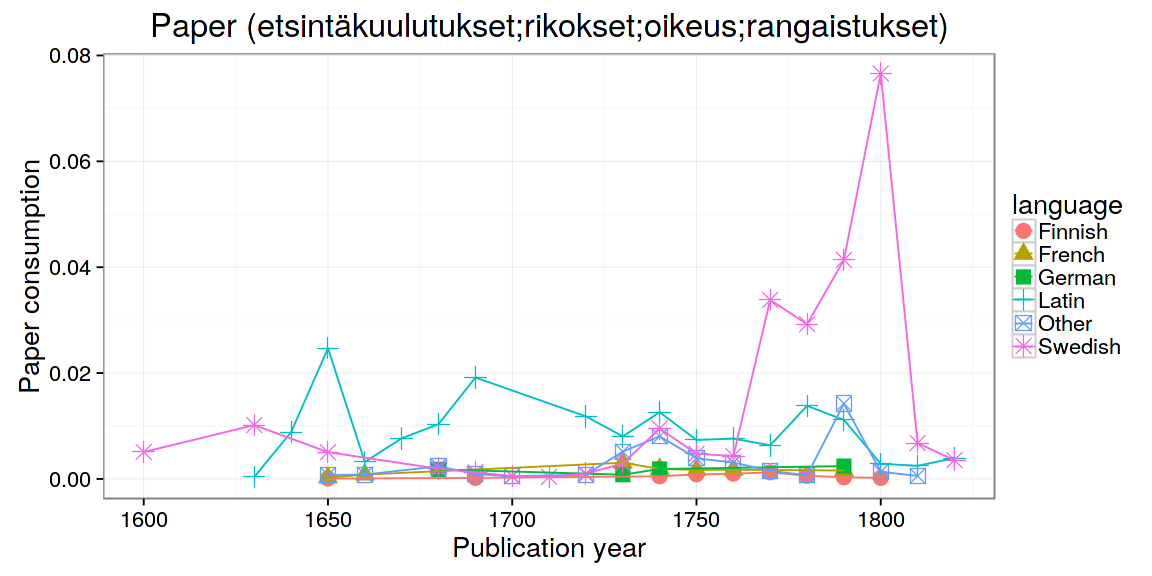 Paper (etsintäkuulutukset;rikokset;oikeus;rangaistukset)
Paper consumption
0.08
0.06
0.04
0.02
0.00
1600
1650
1700
1750
1800
Publication year
language
Finnish
French
German
Latin
Other
Swedish